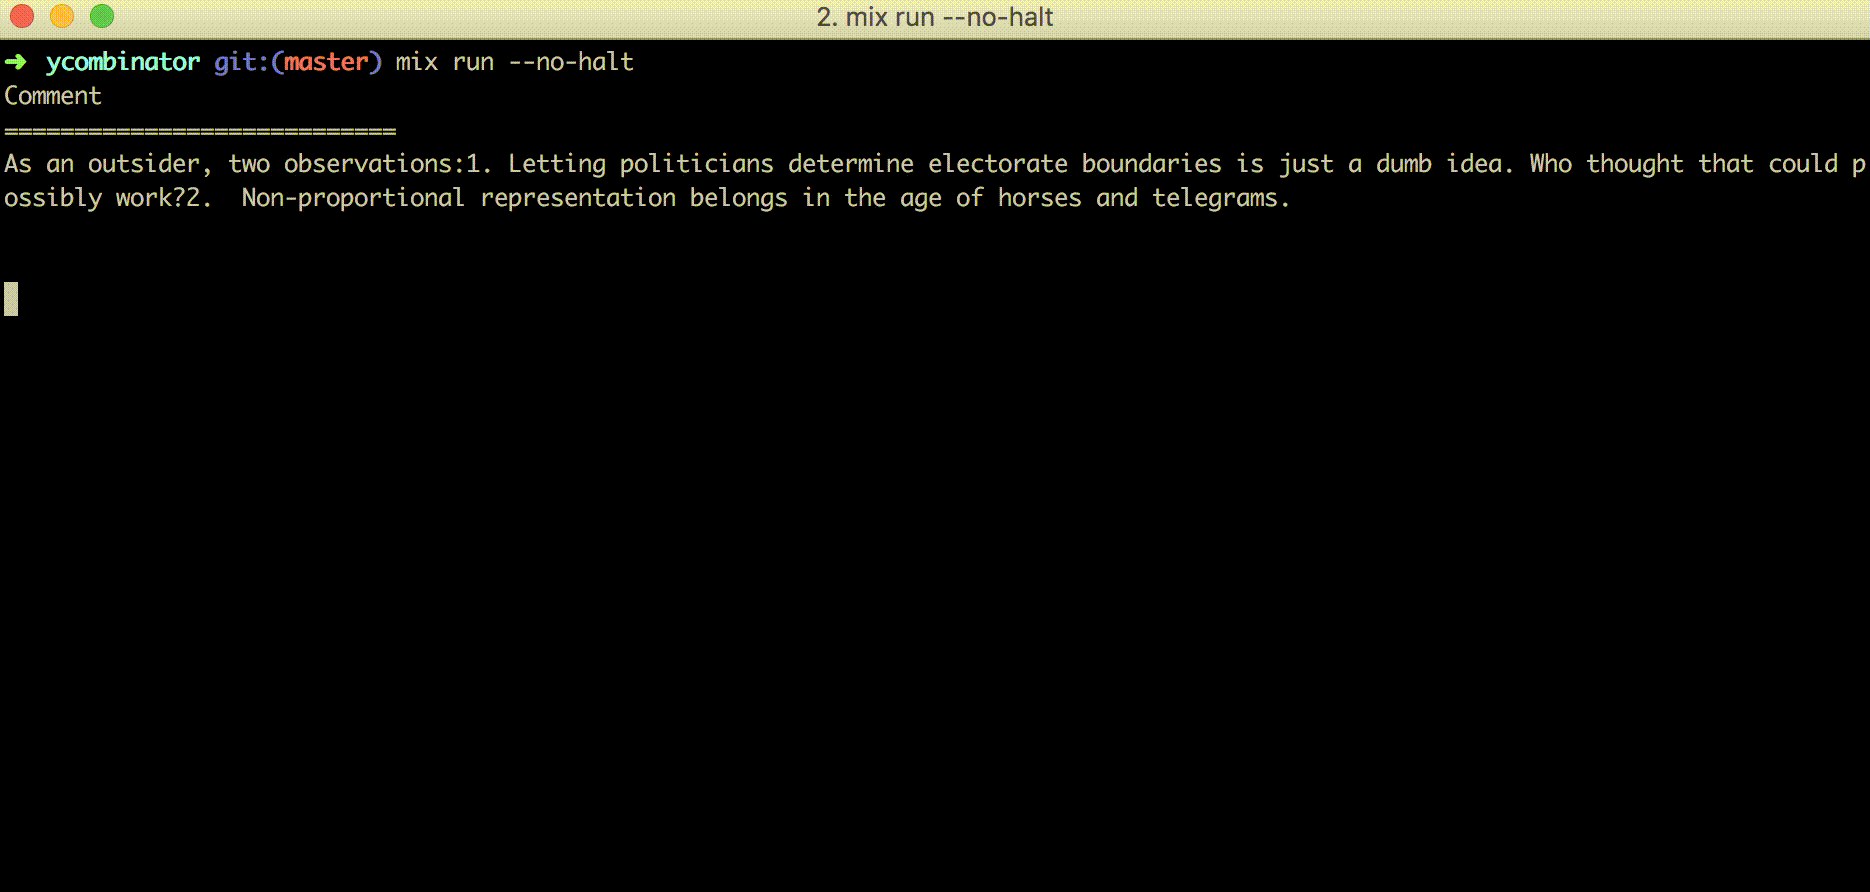 2. mix run --no-halt
➜ ycombinator git:(master) mix run --no-halt
Comment
============================
As an outsider, two observations:1. Letting politicians determine electorate boundaries is just a dumb idea. Who thought that could p
ossibly work?2.  Non-proportional representation belongs in the age of horses and telegrams.